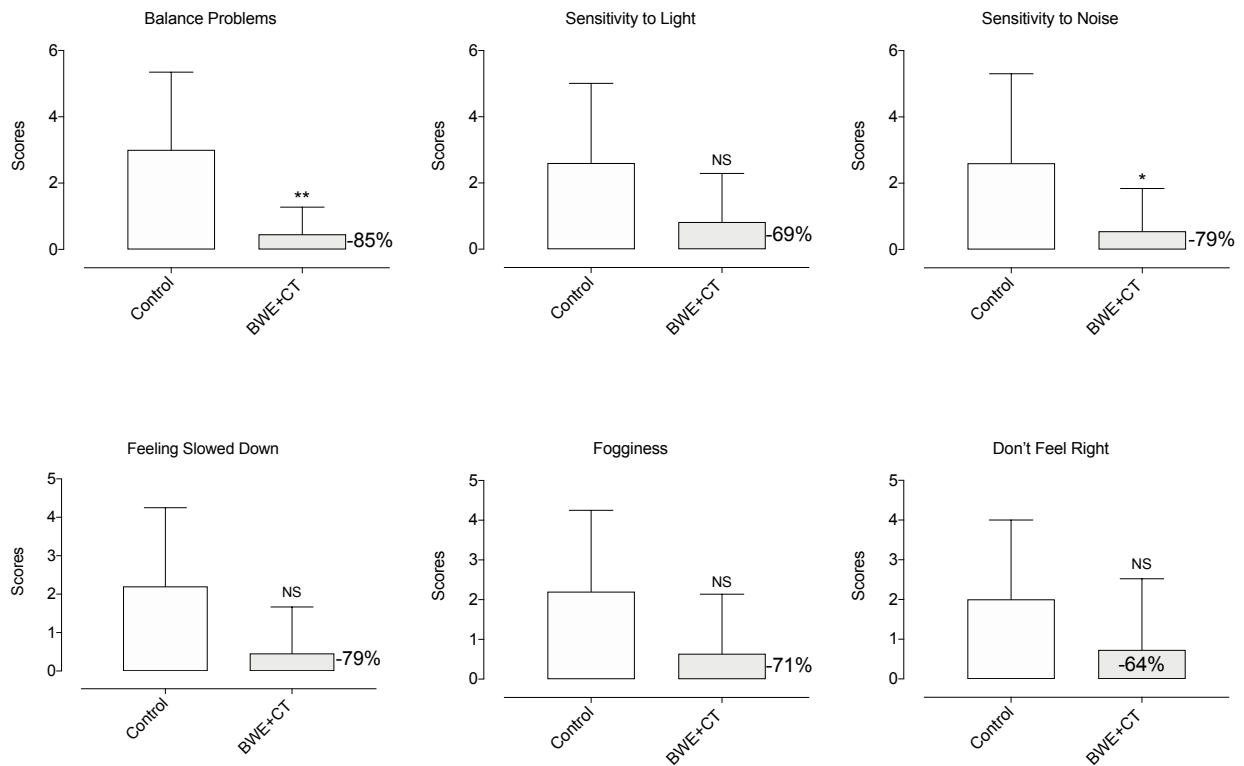 Balance Problems
6
4
2
0
Scores
**
-85%
Control
BWE+CT
Sensitivity to Light
6
4
2
0
Scores
NS
-69%
Control
BWE+CT
Sensitivity to Noise
6
4
2
0
Scores
*
-79%
Control
BWE+CT
Feeling Slowed Down
5
4
3
2
1
0
Scores
NS
-79%
Control
BWE+CT
Fogginess
5
4
3
2
1
0
Scores
NS
-71%
Control
BWE+CT
Don’t Feel Right
5
4
3
2
1
0
Scores
NS
-64%
Control
BWE+CT